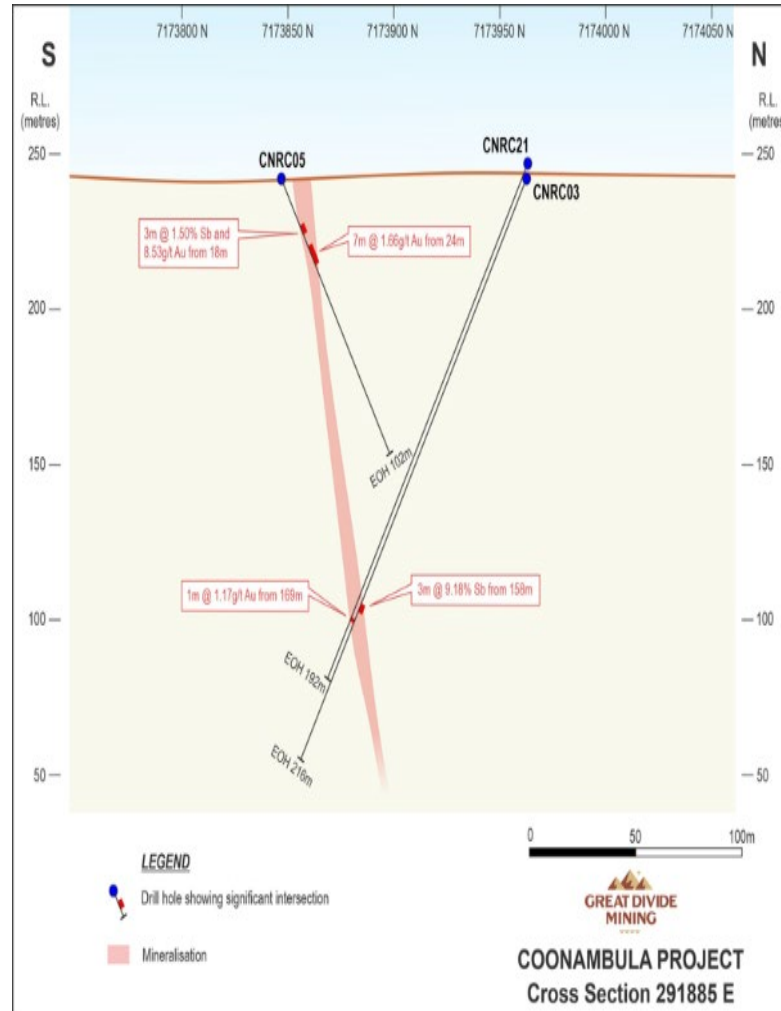 7173800 N
7173850 N
7173900 N
7173950 N
7174000 N
7174050 N
S
N
R.L.
(metres)
R.L.
(metres)
250
250
CNRC05
CNRC21
CNRC03
3m @ 1.50% Sb and
8.53g/t Au from 18m
7m @ 1.66g/t Au from 24m
200
200
150
150
EOH 102m
1m @ 1.17g/t Au from 169m
3m @ 9.18% Sb from 158m
100
100
EOH 192m
EOH 216m
50
50
0
50
100m
LEGEND
Drill hole showing significant intersection
Mineralisation
GREAT DIVIDE
MINING
COONAMBULA PROJECT
Cross Section 291885 E